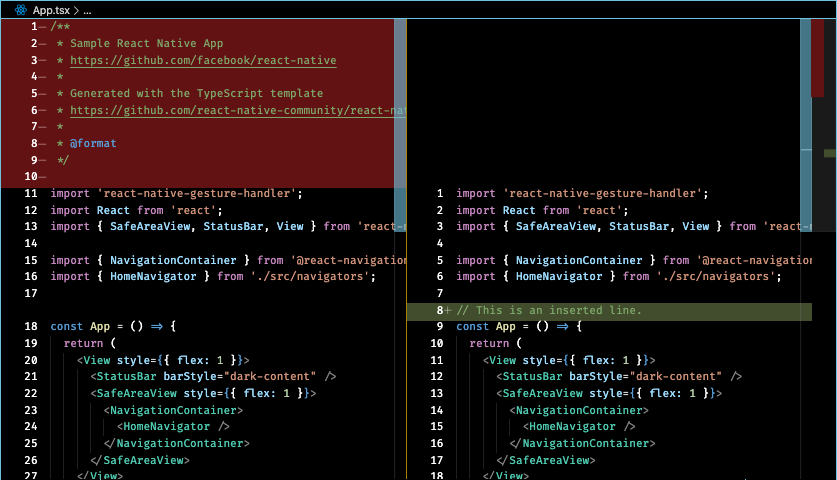 App.tsx > ...
1— /**
2— * Sample React Native App
3— * https://github.com/facebook/react-native
4— *
5— * Generated with the TypeScript template
6— * https://github.com/react-native-community/react-nat
7— *
8— * @format
9— */
10—
11 import 'react-native-gesture-handler';
12 import React from 'react';
13 import { SafeAreaView, StatusBar, View } from 'react-n
14
15 import { NavigationContainer } from '@react-navigation
16 import { HomeNavigator } from './src/navigators';
17
18 const App = () => {
19 return (
20 <View style={{ flex: 1 }}>
21 <StatusBar barStyle="dark-content" />
22 <SafeAreaView style={{ flex: 1 }}>
23 <NavigationContainer>
24 <HomeNavigator />
25 </NavigationContainer>
26 </SafeAreaView>
27 </View>
1 import 'react-native-gesture-handler';
2 import React from 'react';
3 import { SafeAreaView, StatusBar, View } from 'react-n
4
5 import { NavigationContainer } from '@react-navigation
6 import { HomeNavigator } from './src/navigators';
7
8+ // This is an inserted line.
9 const App = () => {
10 return (
11 <View style={{ flex: 1 }}>
12 <StatusBar barStyle="dark-content" />
13 <SafeAreaView style={{ flex: 1 }}>
14 <NavigationContainer>
15 <HomeNavigator />
16 </NavigationContainer>
17 </SafeAreaView>
18 </View>